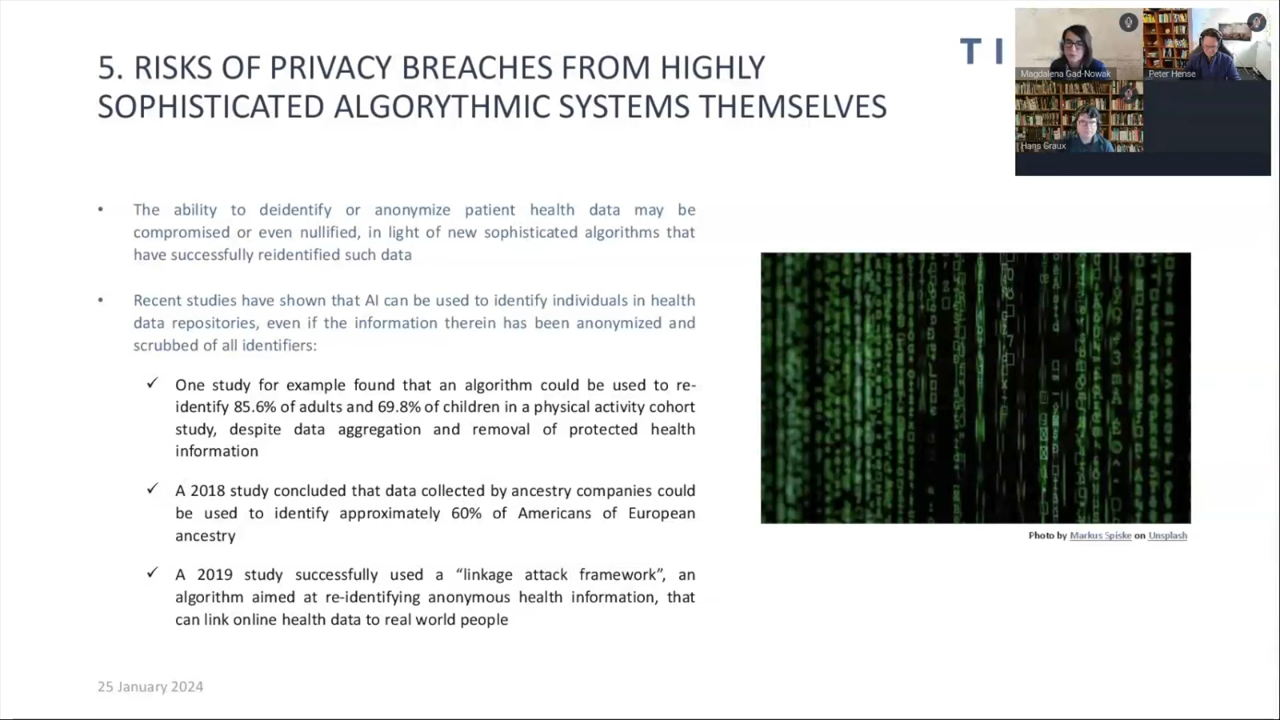 5. RISKS OF PRIVACY BREACHES FROM HIGHLY
SOPHISTICATED ALGORYTHMIC SYSTEMS THEMSELVES
T I
Magdalena Gad-Nowak
Peter Hense
Hans Graux
• The ability to deidentify or anonymize patient health data may be
compromised or even nullified, in light of new sophisticated algorithms that
have successfully reidentified such data
• Recent studies have shown that AI can be used to identify individuals in health
data repositories, even if the information therein has been anonymized and
scrubbed of all identifiers:
✓ One study for example found that an algorithm could be used to re-
identify 85.6% of adults and 69.8% of children in a physical activity cohort
study, despite data aggregation and removal of protected health
information
✓ A 2018 study concluded that data collected by ancestry companies could
be used to identify approximately 60% of Americans of European
ancestry
✓ A 2019 study successfully used a “linkage attack framework”, an
algorithm aimed at re-identifying anonymous health information, that
can link online health data to real world people
Photo by Markus Spiske on Unsplash
25 January 2024